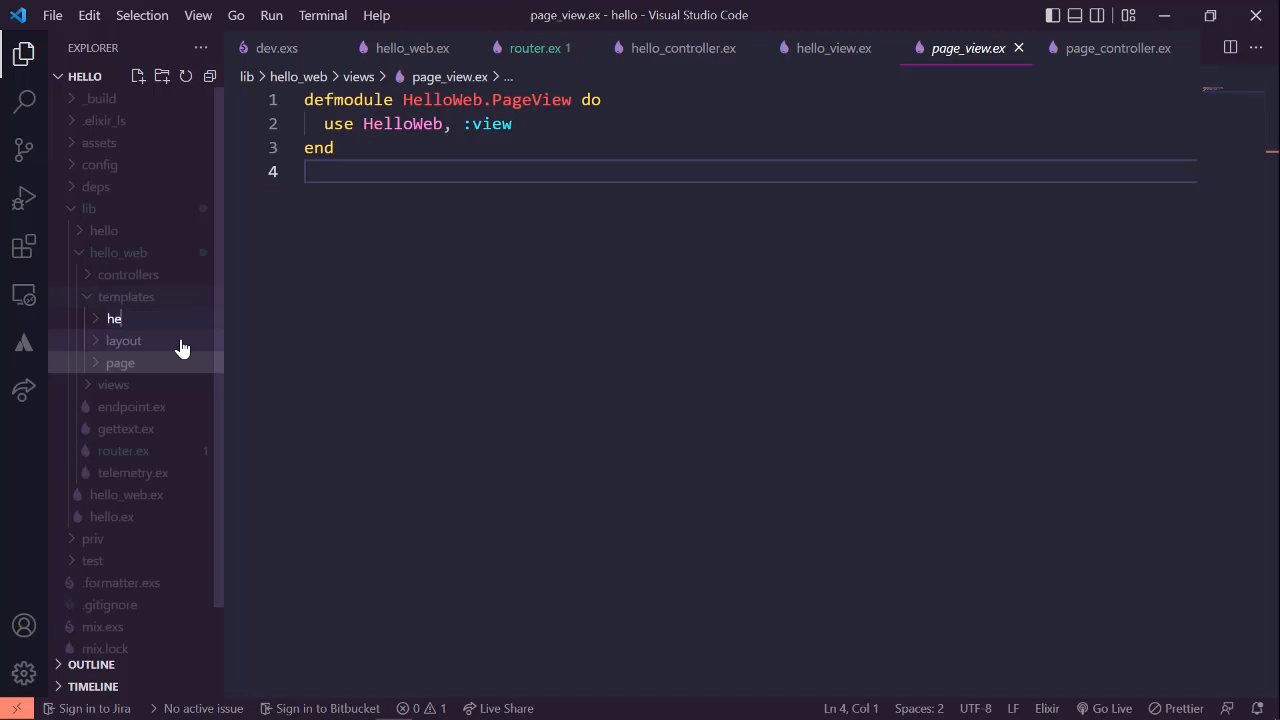 File Edit Selection View Go Run Terminal Help page_view.ex - hello - Visual Studio Code
EXPLORER
dev.exs hello_web.ex router.ex 1 hello_controller.ex hello_view.ex page_view.ex page_controller.ex
HELLO
lib > hello_web > views > page_view.ex > ...
_build
.elixir_ls
assets
config
deps
lib
hello
hello_web
controllers
templates
he
layout
page
views
endpoint.ex
gettext.ex
router.ex 1
telemetry.ex
hello_web.ex
hello.ex
priv
test
.formatter.exs
.gitignore
mix.exs
mix.lock
OUTLINE
TIMELINE
1 defmodule HelloWeb.PageView do
2 use HelloWeb, :view
3 end
4
Sign in to Jira No active issue Sign in to Bitbucket 0 1 Live Share Ln 4, Col 1 Spaces: 2 UTF-8 LF Elixir Go Live Prettier